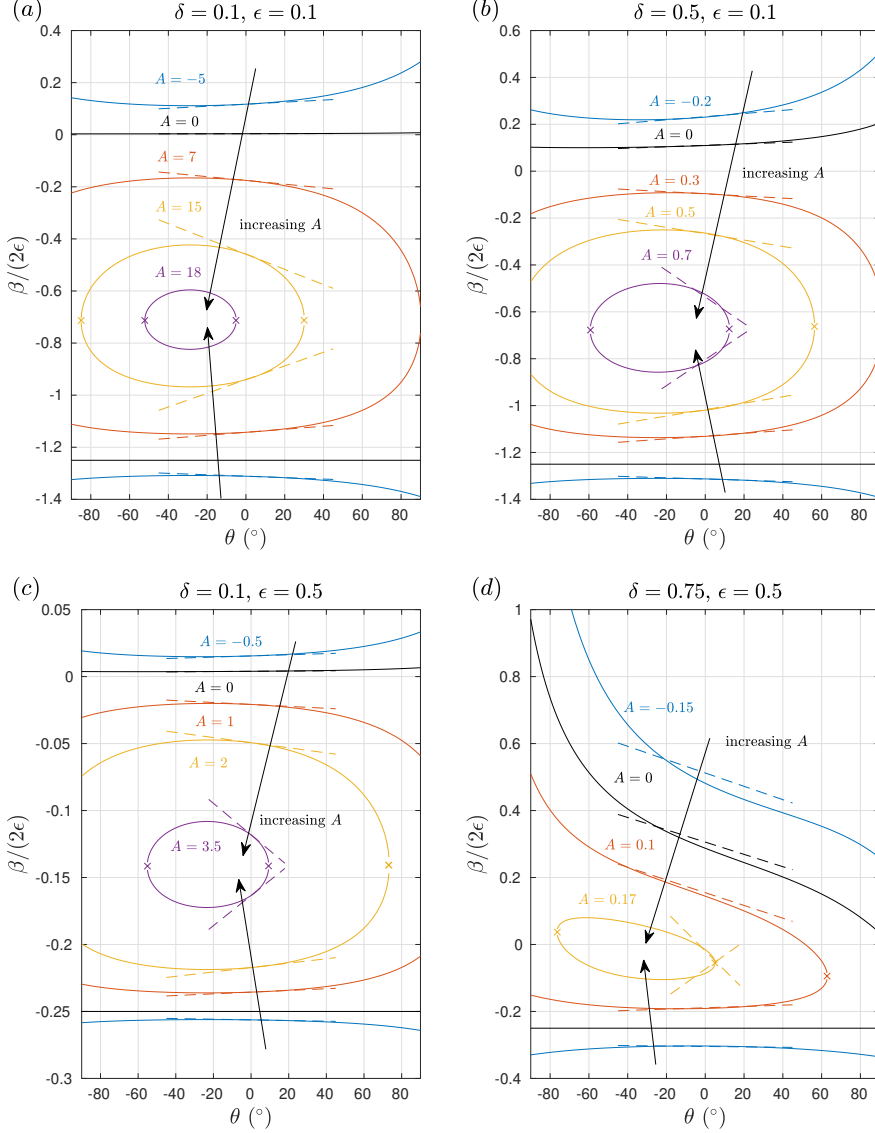 (a)
δ = 0.1, ϵ = 0.1
β/(2ϵ)
0.4
0.2
0
-0.2
-0.4
-0.6
-0.8
-1
-1.2
-1.4
A = −5
A = 0
A = 7
A = 15
increasing A
A = 18
-80 -60 -40 -20 0 20 40 60 80
θ (°)
(b)
δ = 0.5, ϵ = 0.1
β/(2ϵ)
0.6
0.4
0.2
0
-0.2
-0.4
-0.6
-0.8
-1
-1.2
-1.4
A = −0.2
A = 0
increasing A
A = 0.3
A = 0.5
A = 0.7
-80 -60 -40 -20 0 20 40 60 80
θ (°)
(c)
δ = 0.1, ϵ = 0.5
β/(2ϵ)
0.05
0
-0.05
-0.1
-0.15
-0.2
-0.25
-0.3
A = −0.5
A = 0
A = 1
A = 2
increasing A
A = 3.5
-80 -60 -40 -20 0 20 40 60 80
θ (°)
(d)
δ = 0.75, ϵ = 0.5
β/(2ϵ)
1
0.8
0.6
0.4
0.2
0
-0.2
-0.4
A = −0.15
increasing A
A = 0
A = 0.1
A = 0.17
-80 -60 -40 -20 0 20 40 60 80
θ (°)